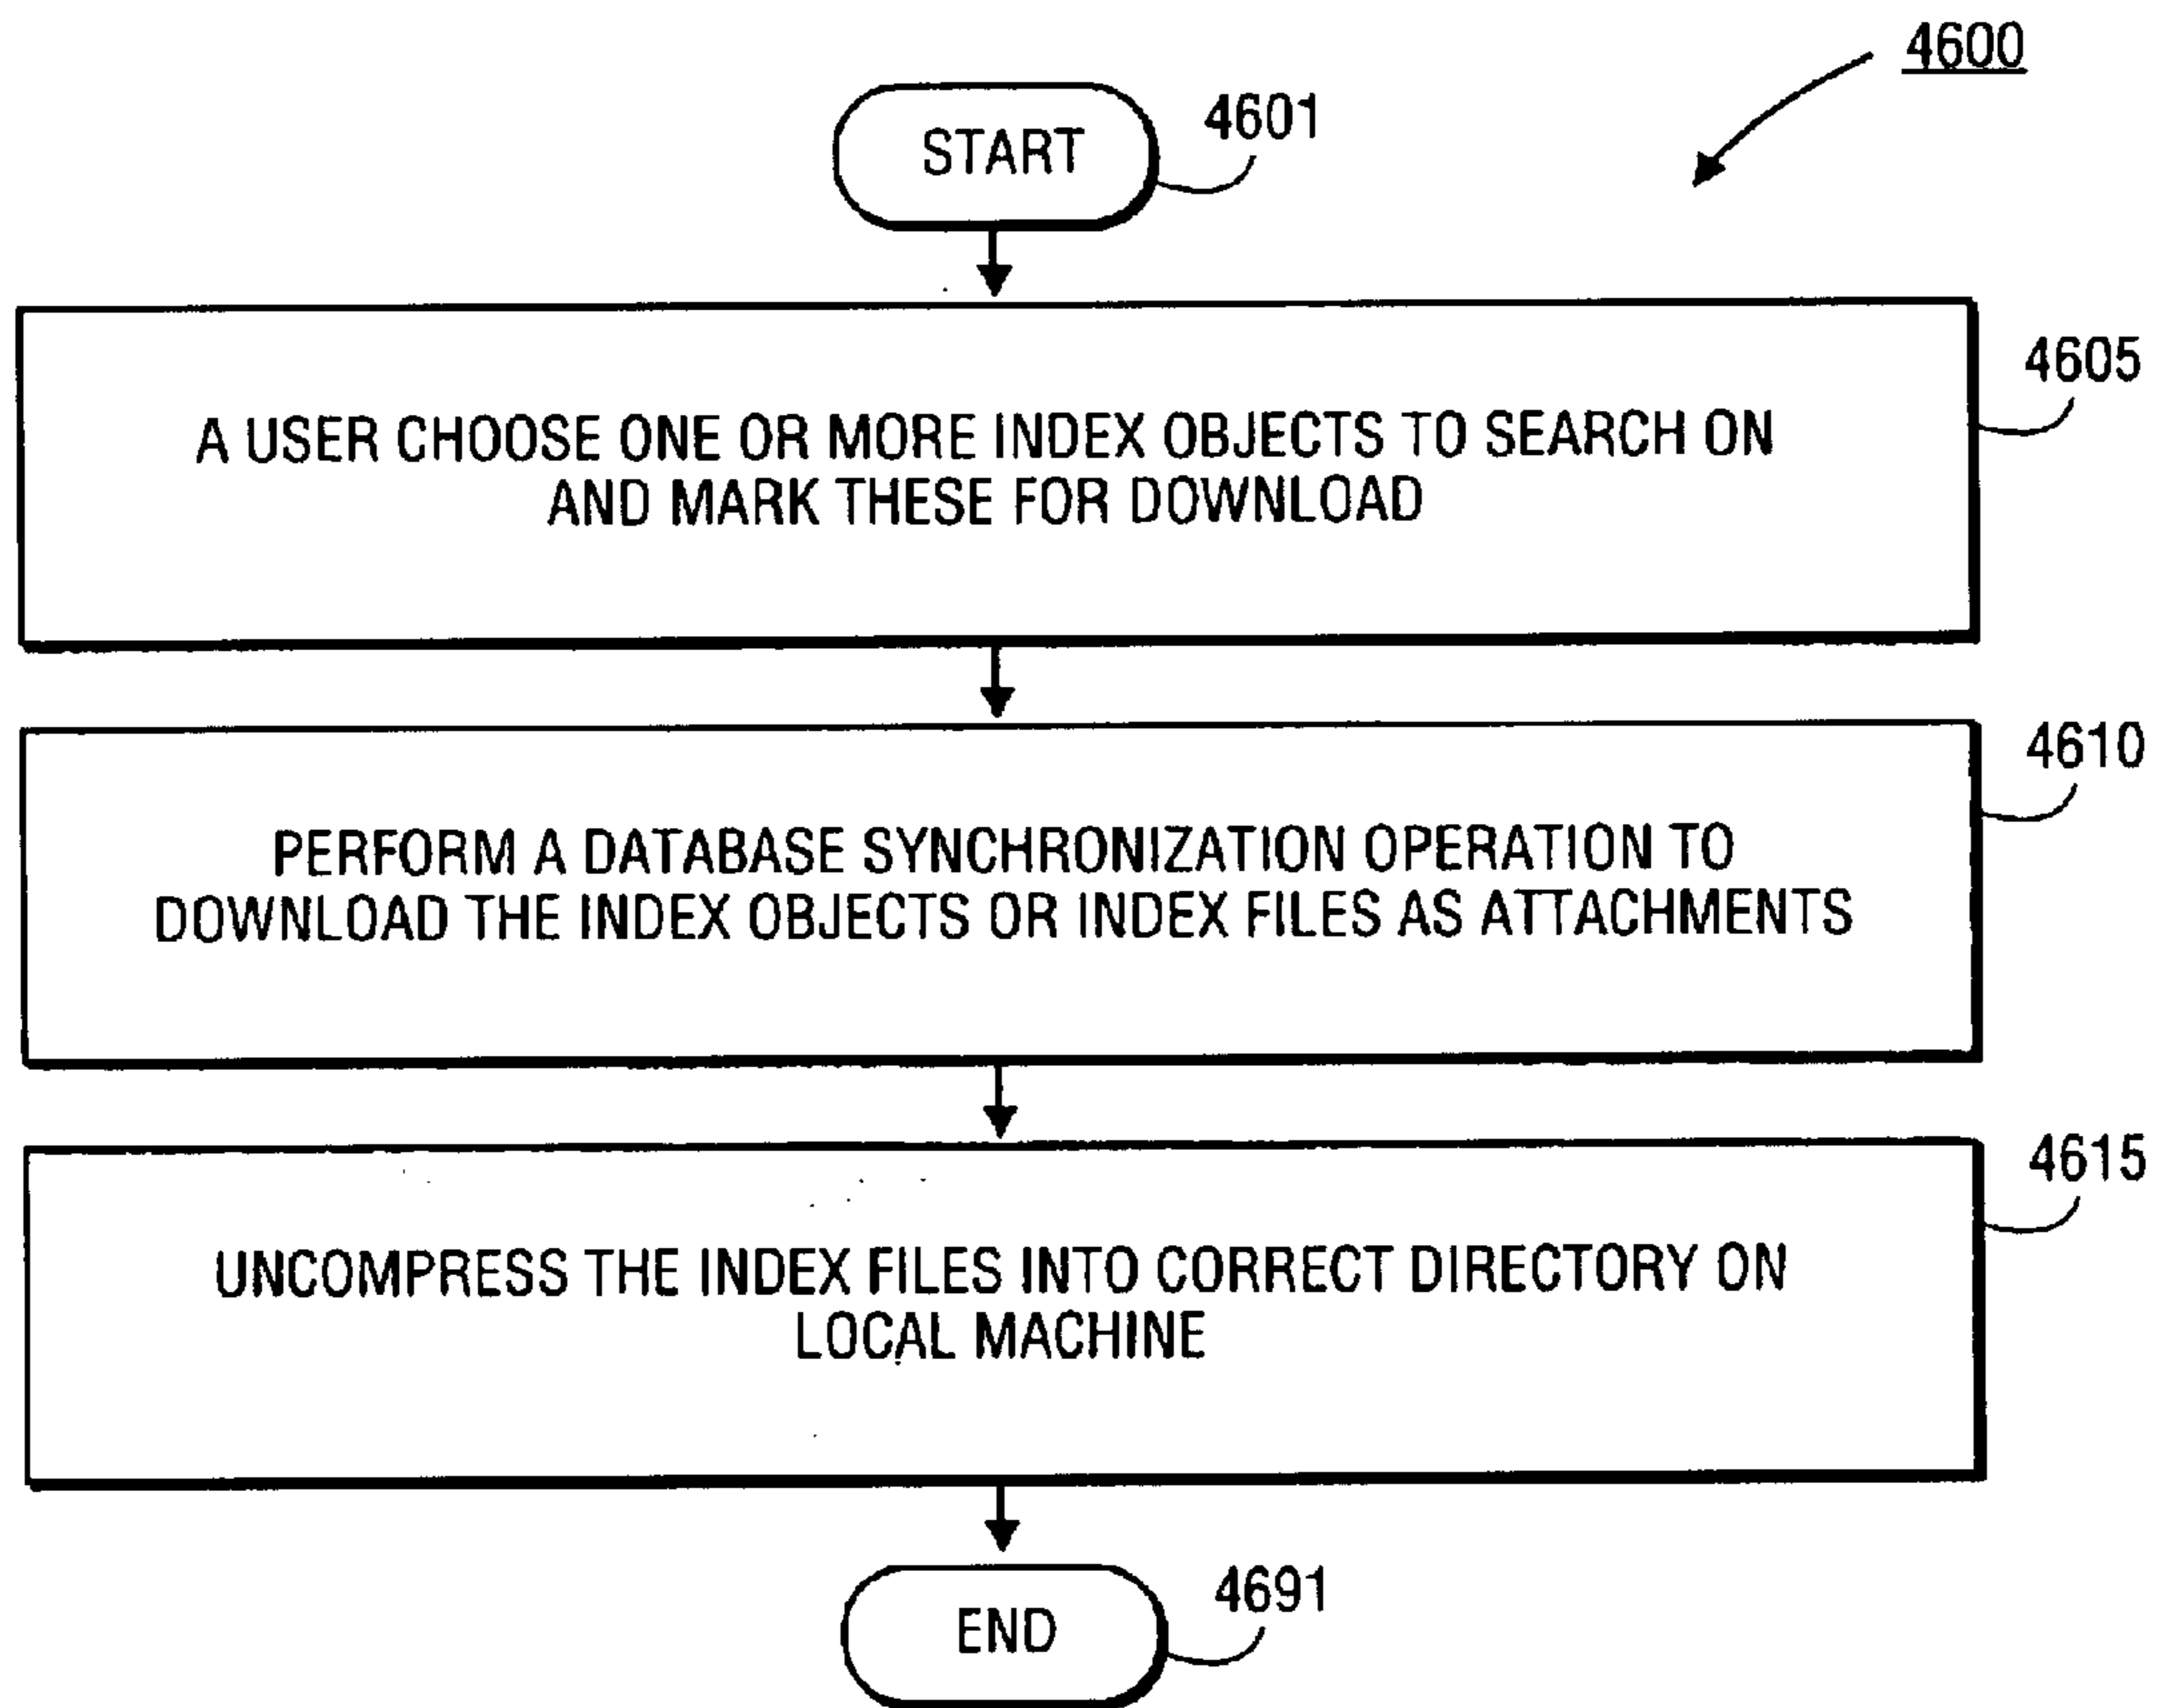 4600
START
4601
4605
A USER CHOOSE ONE OR MORE INDEX OBJECTS TO SEARCH ON
AND MARK THESE FOR DOWNLOAD
4610
PERFORM A DATABASE SYNCHRONIZATION OPERATION TO
DOWNLOAD THE INDEX OBJECTS OR INDEX FILES AS ATTACHMENTS
4615
UNCOMPRESS THE INDEX FILES INTO CORRECT DIRECTORY ON
LOCAL MACHINE
4691
END